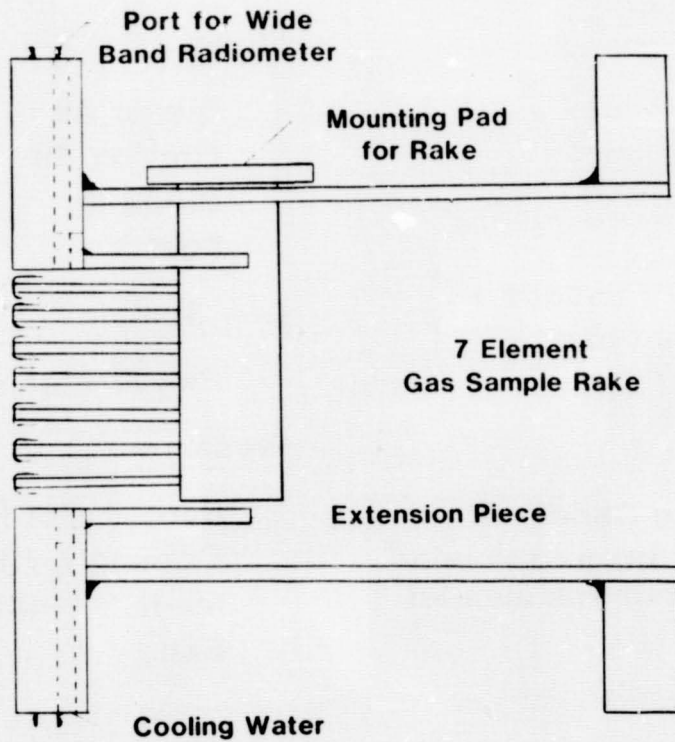 Port for Wide
Band Radiometer
Mounting Pad
for Rake
7 Element
Gas Sample Rake
Extension Piece
Cooling Water